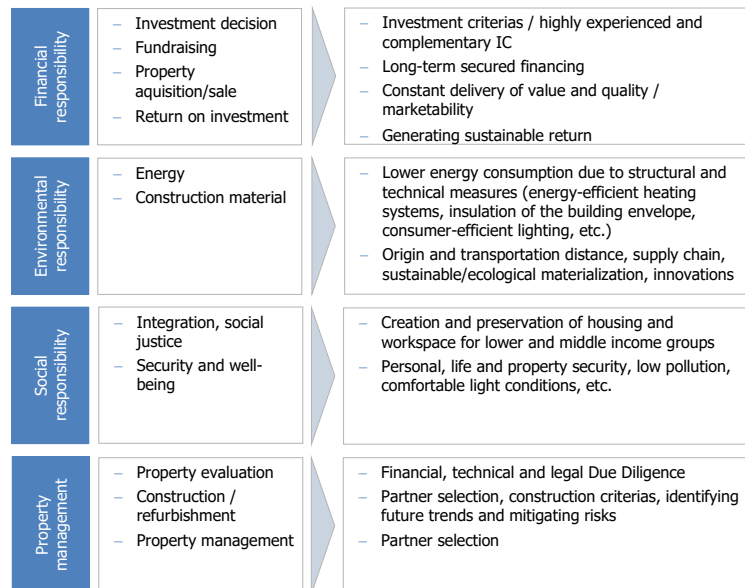 Financial
responsibility
– Investment decision
– Fundraising
– Property
aquisition/sale
– Return on investment
– Investment criterias / highly experienced and
complementary IC
– Long-term secured financing
– Constant delivery of value and quality /
marketability
– Generating sustainable return
Environmental
responsibility
– Energy
– Construction material
– Lower energy consumption due to structural and
technical measures (energy-efficient heating
systems, insulation of the building envelope,
consumer-efficient lighting, etc.)
– Origin and transportation distance, supply chain,
sustainable/ecological materialization, innovations
Social
responsibility
– Integration, social
justice
– Security and well-
being
– Creation and preservation of housing and
workspace for lower and middle income groups
– Personal, life and property security, low pollution,
comfortable light conditions, etc.
Property
management
– Property evaluation
– Construction /
refurbishment
– Property management
– Financial, technical and legal Due Diligence
– Partner selection, construction criterias, identifying
future trends and mitigating risks
– Partner selection